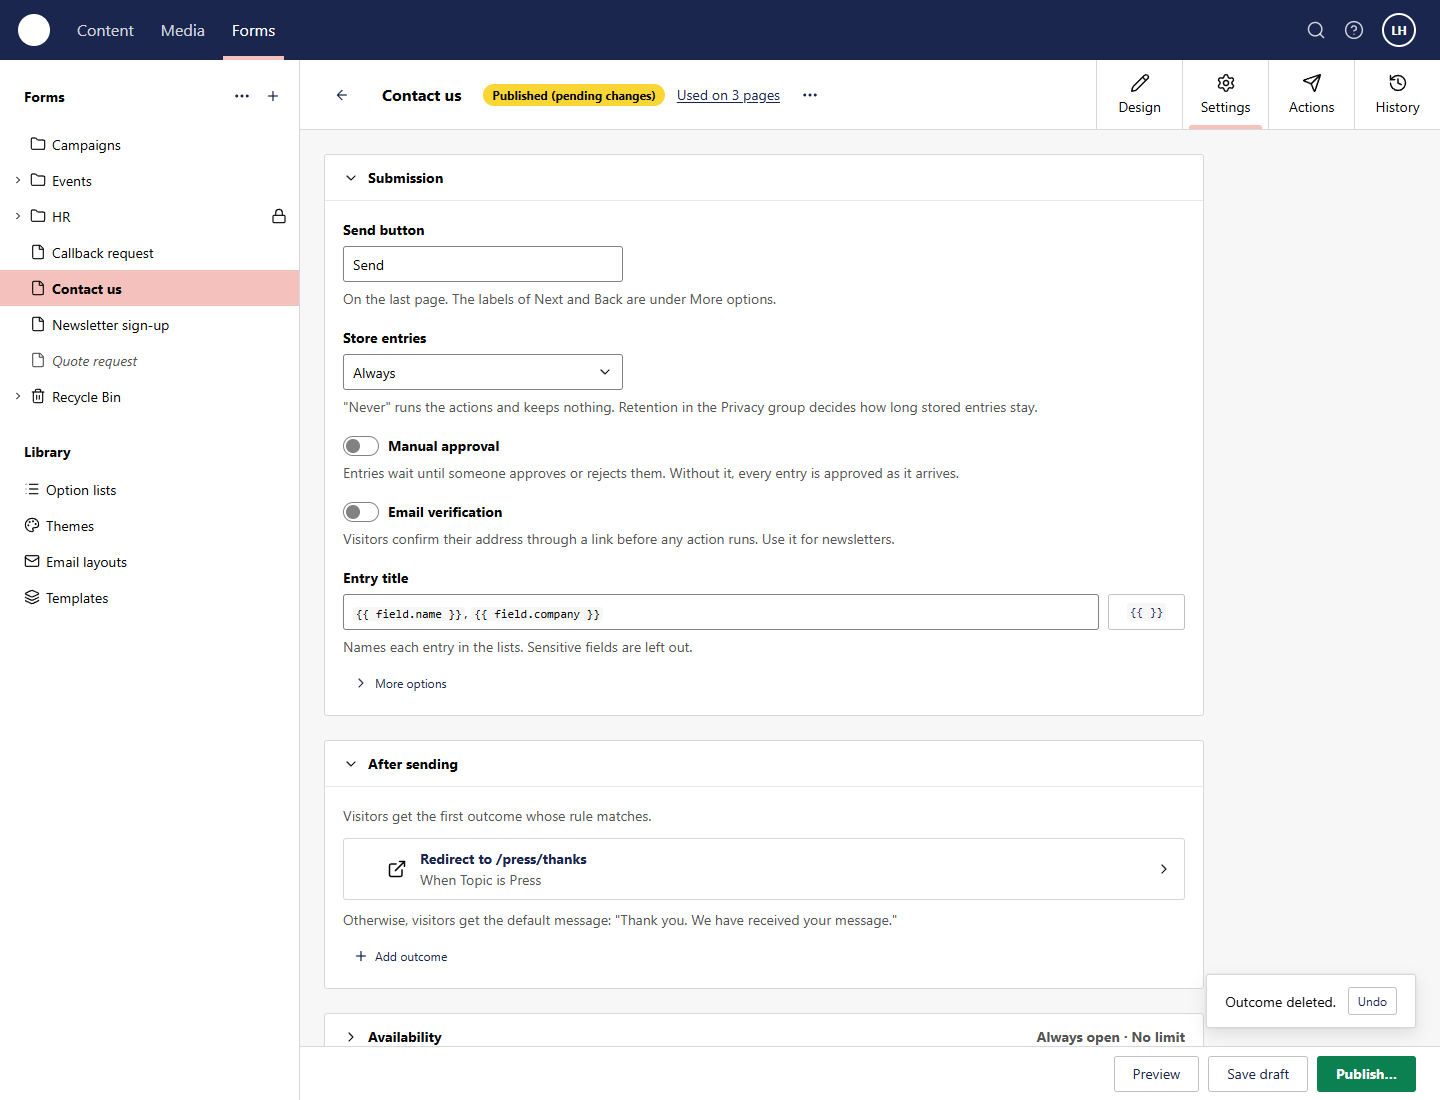 Content
Media
Forms
LH
Forms
Campaigns
Events
HR
Callback request
Contact us
Newsletter sign-up
Quote request
Recycle Bin
Library
Option lists
Themes
Email layouts
Templates
Contact us
Published (pending changes)
Used on 3 pages
Design
Settings
Actions
History
Submission
Send button
Send
On the last page. The labels of Next and Back are under More options.
Store entries
Always
"Never" runs the actions and keeps nothing. Retention in the Privacy group decides how long stored entries stay.
Manual approval
Entries wait until someone approves or rejects them. Without it, every entry is approved as it arrives.
Email verification
Visitors confirm their address through a link before any action runs. Use it for newsletters.
Entry title
{{ field.name }}, {{ field.company }}
{{ }}
Names each entry in the lists. Sensitive fields are left out.
More options
After sending
Visitors get the first outcome whose rule matches.
Redirect to /press/thanks
When Topic is Press
Otherwise, visitors get the default message: "Thank you. We have received your message."
Add outcome
Availability
Always open · No limit
Outcome deleted.
Undo
Preview
Save draft
Publish...